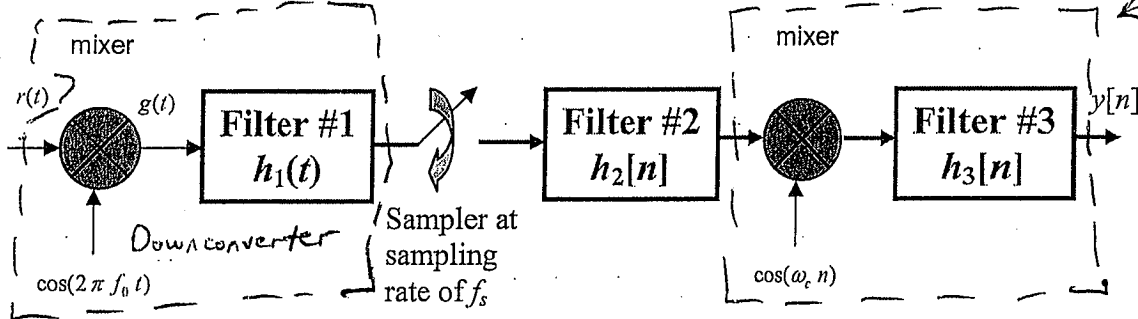 mixer
mixer
r(t)
g(t)
Filter #1
h₁(t)
Filter #2
h₂[n]
Filter #3
h₃[n]
y[n]
Downconverter
Sampler at
sampling
rate of fₛ
cos(2 π f₀ t)
cos(ω_c n)